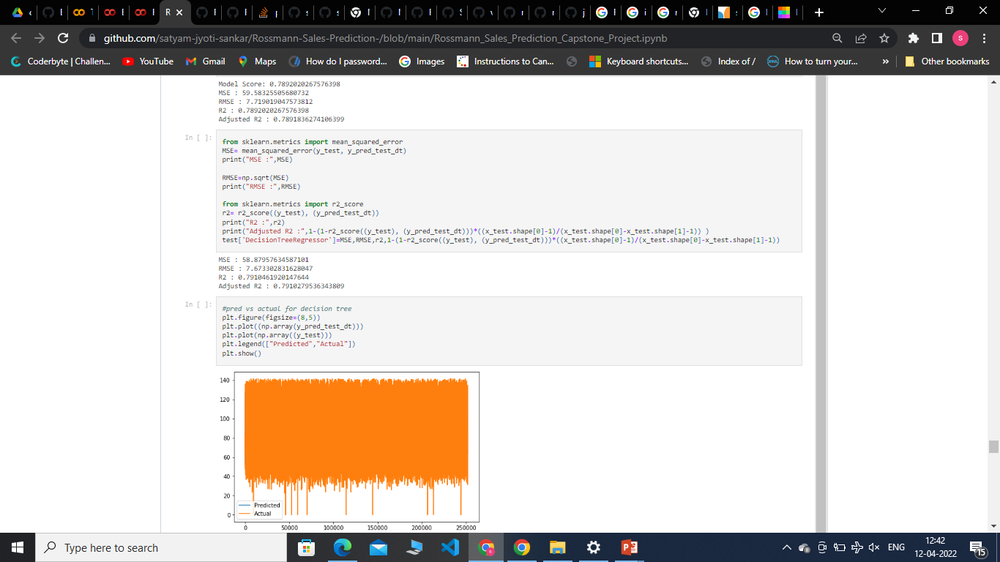 github.com/satyam-jyoti-sankar/Rossmann-Sales-Prediction-/blob/main/Rossmann_Sales_Prediction_Capstone_Project.ipynb
Coderbyte | Challen... YouTube Gmail Maps How do I password... Images Instructions to Can... Keyboard shortcuts... Index of / How to turn your... » Other bookmarks
Model Score: 0.7892020267576398
MSE : 59.58325505680732
RMSE : 7.719019047573812
R2 : 0.7892020267576398
Adjusted R2 : 0.7891836274106399
In [ ]:
from sklearn.metrics import mean_squared_error
MSE= mean_squared_error(y_test, y_pred_test_dt)
print("MSE :",MSE)
RMSE=np.sqrt(MSE)
print("RMSE :",RMSE)
from sklearn.metrics import r2_score
r2= r2_score((y_test), (y_pred_test_dt))
print("R2 :",r2)
print("Adjusted R2 :",1-(1-r2_score((y_test), (y_pred_test_dt)))*((x_test.shape[0]-1)/(x_test.shape[0]-x_test.shape[1]-1)) )
test['DecisionTreeRegressor']=MSE,RMSE,r2,1-(1-r2_score((y_test), (y_pred_test_dt)))*((x_test.shape[0]-1)/(x_test.shape[0]-x_test.shape[1]-1))
MSE : 58.87957634587101
RMSE : 7.673302831628047
R2 : 0.7910461920147644
Adjusted R2 : 0.7910279536343809
In [ ]:
#pred vs actual for decision tree
plt.figure(figsize=(8,5))
plt.plot((np.array(y_pred_test_dt)))
plt.plot(np.array((y_test)))
plt.legend(["Predicted","Actual"])
plt.show()
140
120
100
80
60
40
20
0
Predicted
Actual
0 50000 100000 150000 200000 250000
Type here to search
ENG
12:42
12-04-2022
15